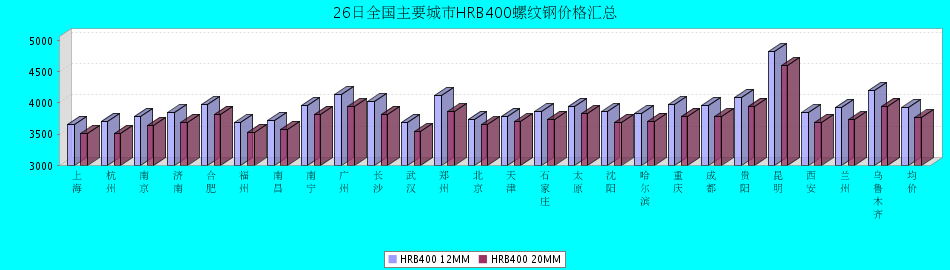 26日全国主要城市HRB400螺纹钢价格汇总
5000
4500
4000
3500
3000
上海
杭州
南京
济南
合肥
福州
南昌
南宁
广州
长沙
武汉
郑州
北京
天津
石家庄
太原
沈阳
哈尔滨
重庆
成都
贵阳
昆明
西安
兰州
乌鲁木齐
均价
HRB400 12MM HRB400 20MM